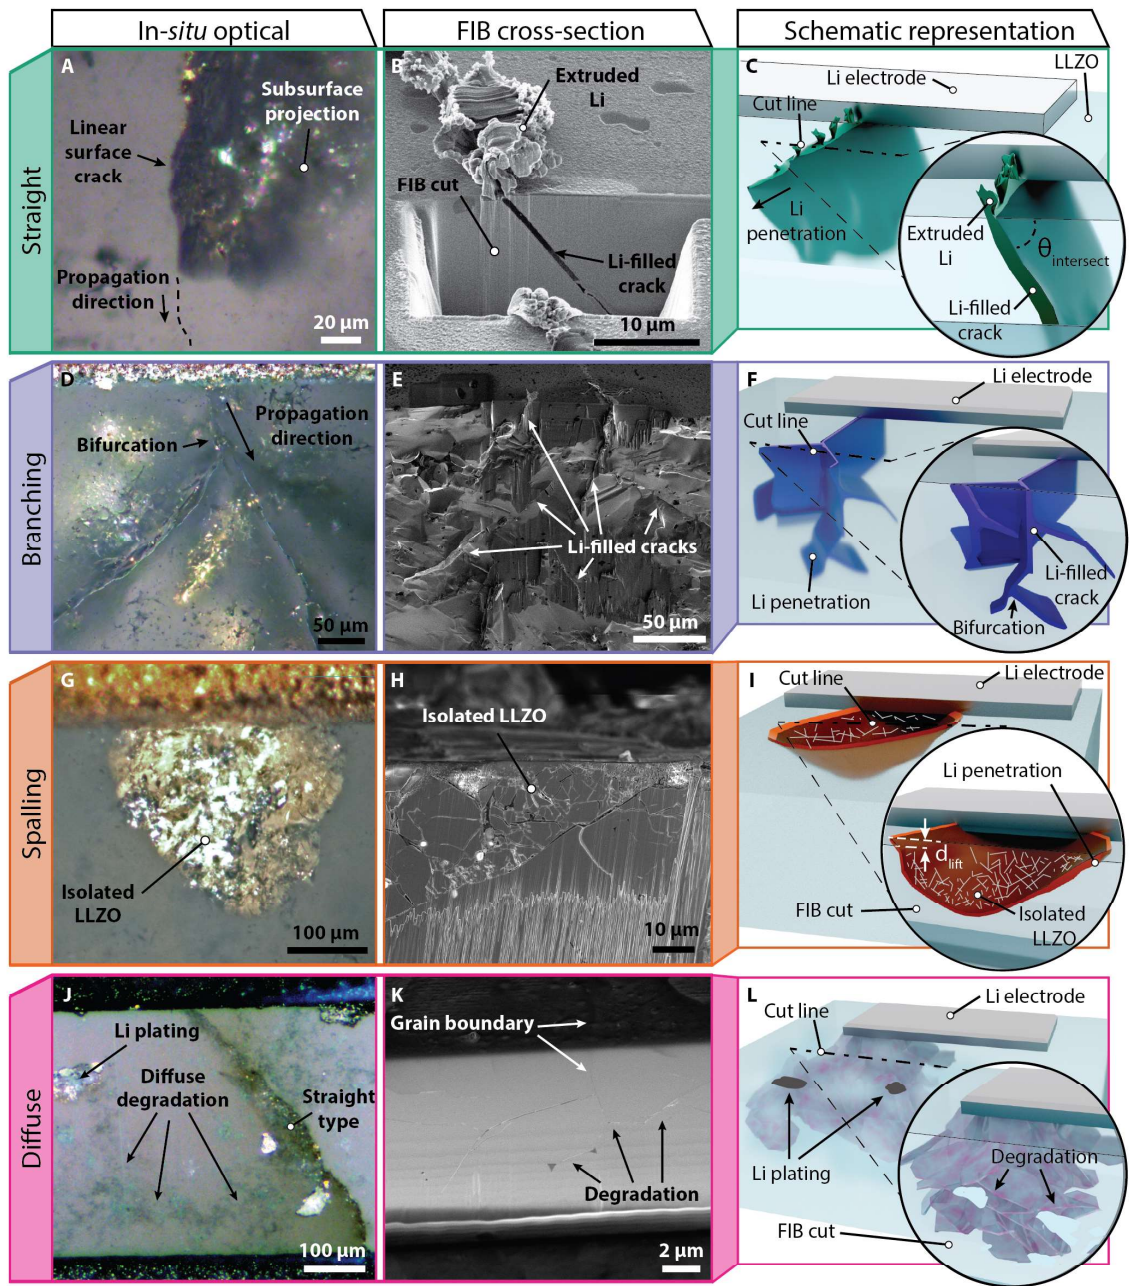 In-situ optical
FIB cross-section
Schematic representation
Straight
A
Subsurface
projection
Linear
surface
crack
Propagation
direction
20 µm
B
Extruded
Li
FIB cut
Li-filled
crack
10 µm
C
LLZO
Li electrode
Cut line
Li
penetration
Extruded
Li
θintersect
Li-filled
crack
Branching
D
Propagation
direction
Bifurcation
50 µm
E
Li-filled cracks
50 µm
F
Li electrode
Cut line
Li penetration
Li-filled
crack
Bifurcation
Spalling
G
Isolated
LLZO
100 µm
H
Isolated LLZO
10 µm
I
Cut line
Li electrode
Li penetration
dlift
FIB cut
Isolated
LLZO
Diffuse
J
Li plating
Diffuse
degradation
Straight
type
100 µm
K
Grain boundary
Degradation
2 µm
L
Li electrode
Cut line
Li plating
Degradation
FIB cut